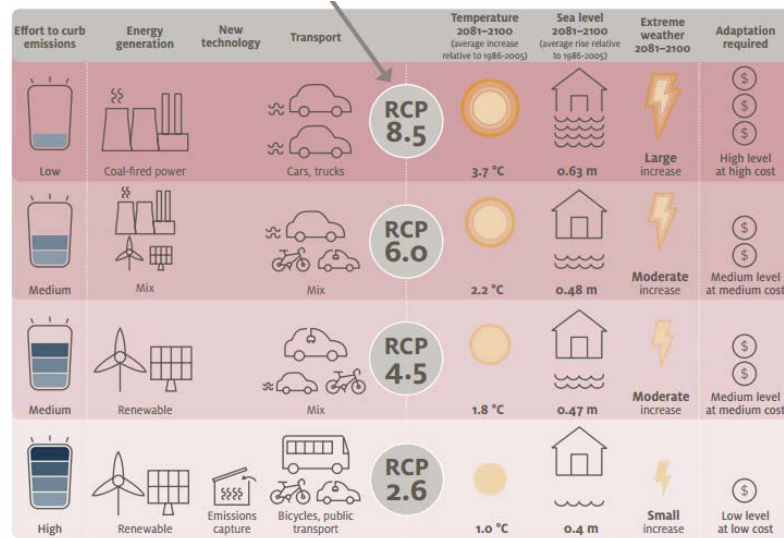 Effort to curb
emissions
Energy
generation
New
technology
Transport
Temperature
2081–2100
(average increase
relative to 1986-2005)
Sea level
2081–2100
(average rise relative
to 1986-2005)
Extreme
weather
2081–2100
Adaptation
required
Low
Coal-fired power
Cars, trucks
RCP
8.5
3.7 °C
0.63 m
Large
increase
$
$
$
High level
at high cost
Medium
Mix
Mix
RCP
6.0
2.2 °C
0.48 m
Moderate
increase
$
$
Medium level
at medium cost
Medium
Renewable
Mix
RCP
4.5
1.8 °C
0.47 m
Moderate
increase
$
$
Medium level
at medium cost
High
Renewable
Emissions
capture
Bicycles, public
transport
RCP
2.6
1.0 °C
0.4 m
Small
increase
$
Low level
at low cost